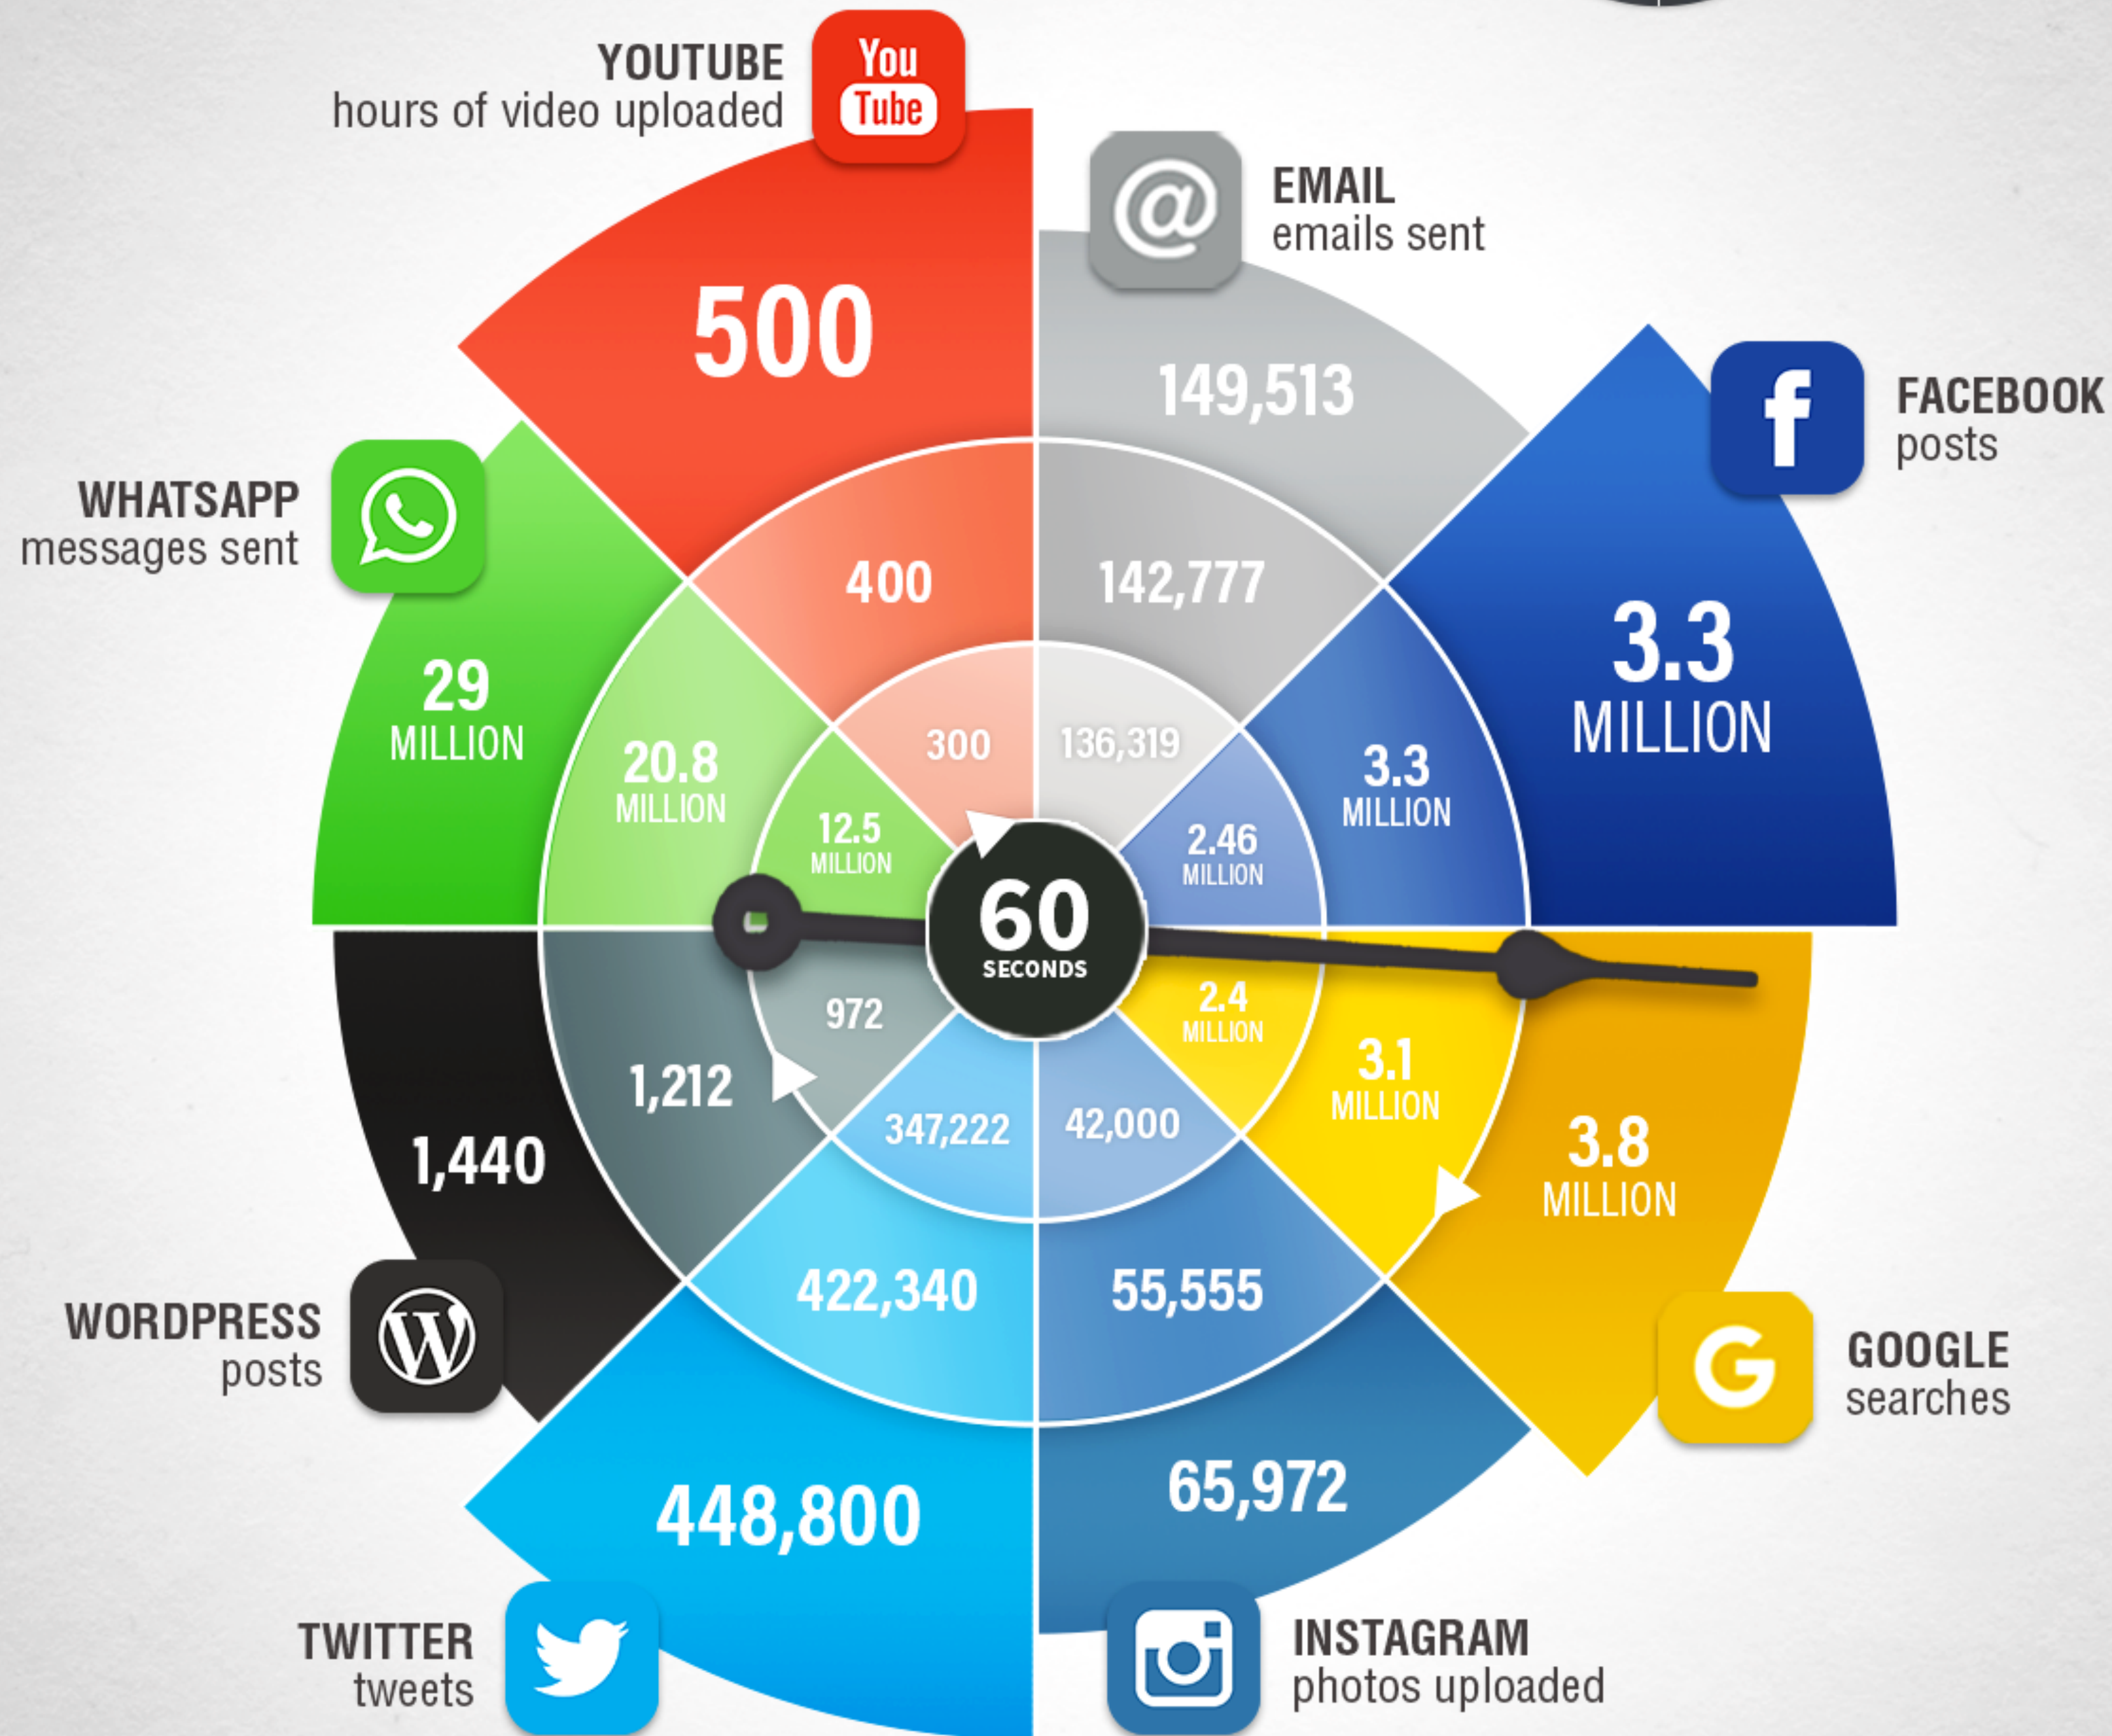 YOUTUBE
hours of video uploaded
You
Tube
500
400
300
@
EMAIL
emails sent
149,513
142,777
136,319
f
FACEBOOK
posts
3.3
MILLION
3.3
MILLION
2.46
MILLION
G
GOOGLE
searches
3.8
MILLION
3.1
MILLION
2.4
MILLION
INSTAGRAM
photos uploaded
65,972
55,555
42,000
TWITTER
tweets
448,800
422,340
347,222
W
WORDPRESS
posts
1,440
1,212
972
WHATSAPP
messages sent
29
MILLION
20.8
MILLION
12.5
MILLION
60
SECONDS